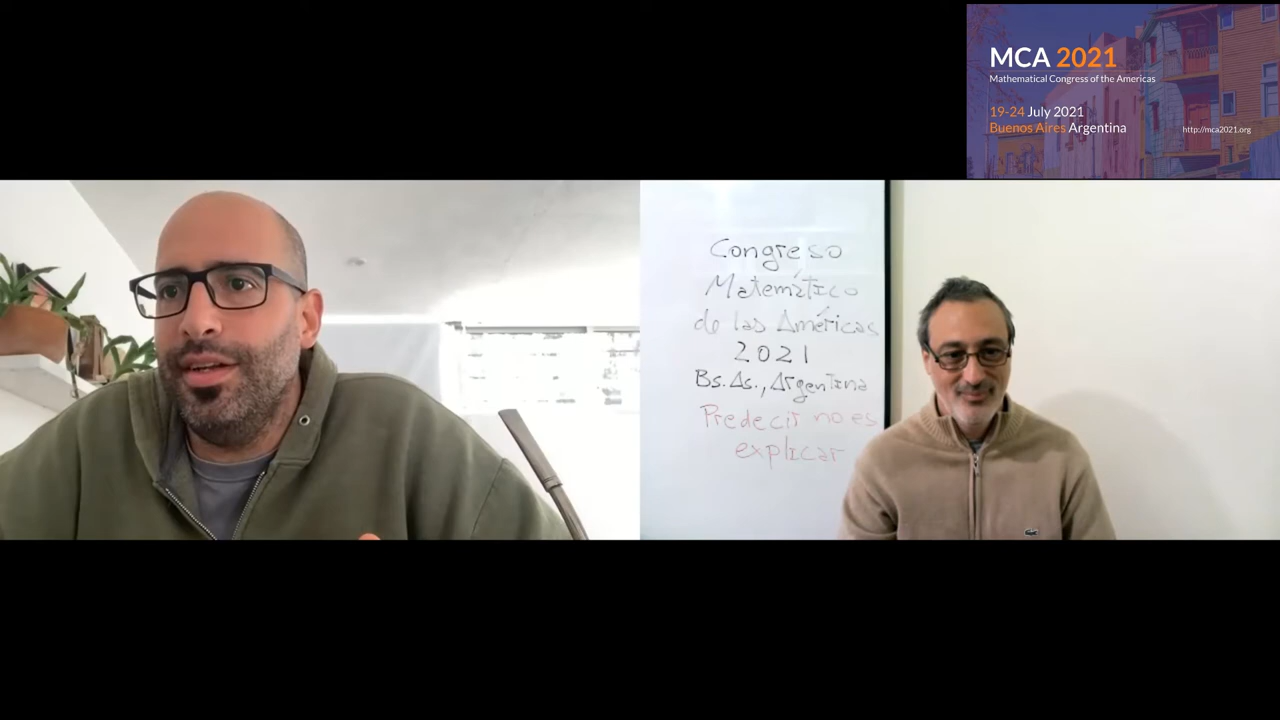 MCA 2021
Mathematical Congress of the Americas
19-24 July 2021
Buenos Aires Argentina
http://mca2021.org
Congreso
Matemático
de las Américas
2021
Bs. As., Argentina
Predecir no es
explicar